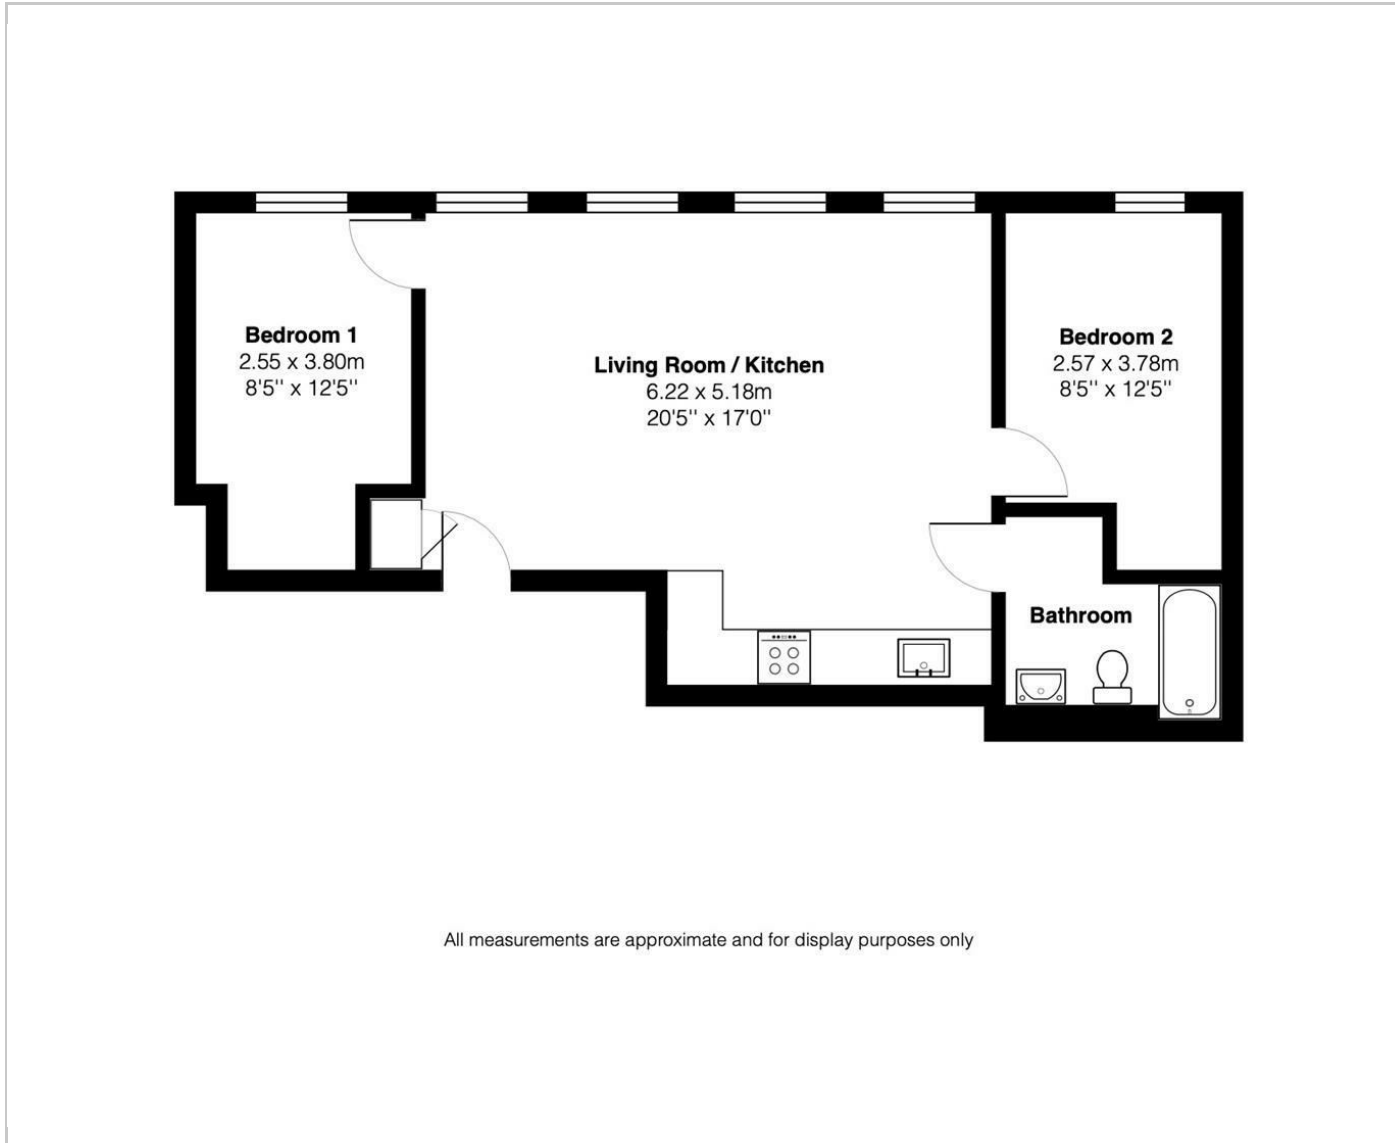 Bedroom 1
2.55 x 3.80m
8'5'' x 12'5''
Living Room / Kitchen
6.22 x 5.18m
20'5'' x 17'0''
Bedroom 2
2.57 x 3.78m
8'5'' x 12'5''
Bathroom
All measurements are approximate and for display purposes only